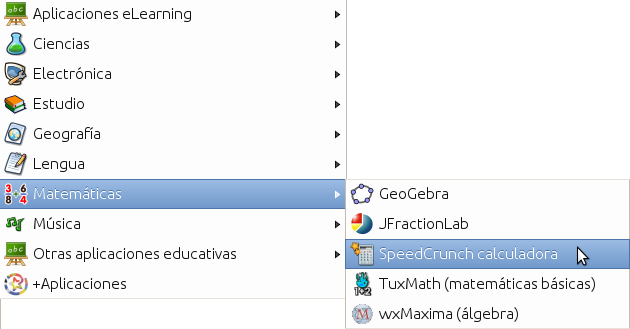 Aplicaciones eLearning
Ciencias
Electrónica
Estudio
Geografía
Lengua
Matemáticas
Música
Otras aplicaciones educativas
+Aplicaciones
GeoGebra
JFractionLab
SpeedCrunch calculadora
TuxMath (matemáticas básicas)
wxMaxima (álgebra)